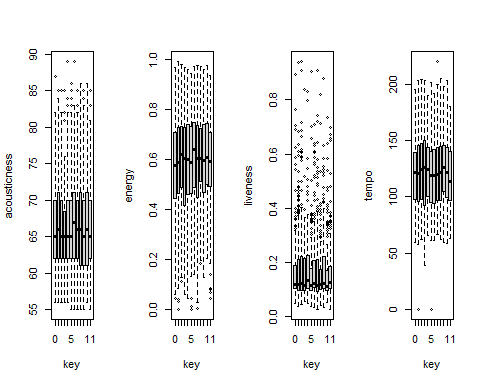 acousticness
55 60 65 70 75 80 85 90
0 5 11
key
energy
0.0 0.2 0.4 0.6 0.8 1.0
0 5 11
key
liveness
0.0 0.2 0.4 0.6 0.8
0 5 11
key
tempo
0 50 100 150 200
0 5 11
key